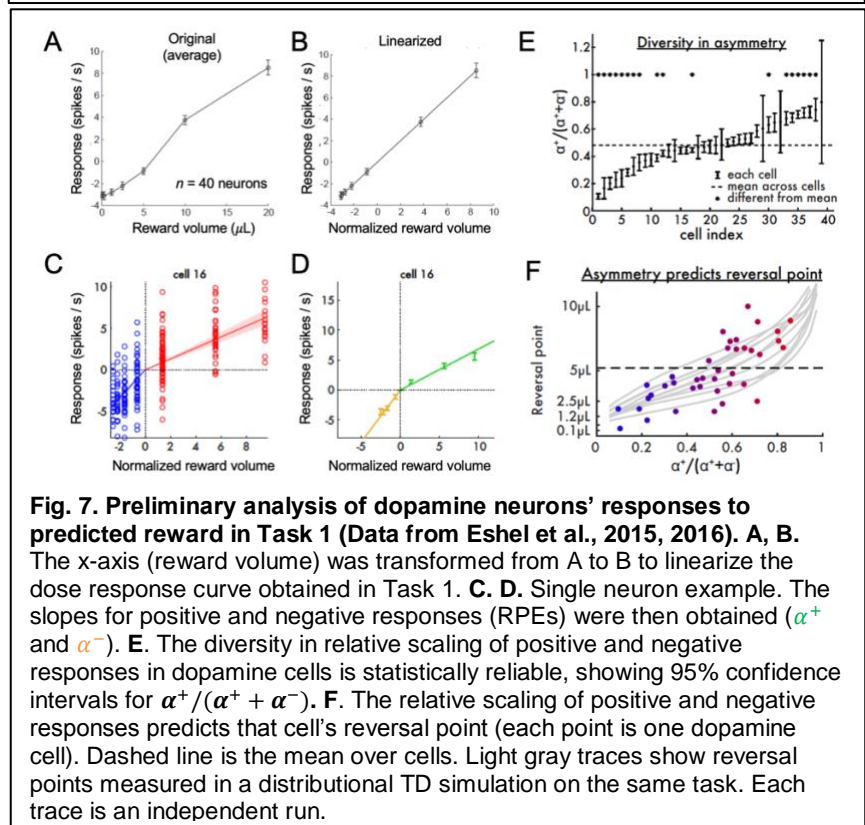 A
Original
(average)
Response (spikes / s)
10
8
6
4
2
0
-2
-4
n = 40 neurons
0
5
10
15
20
Reward volume (μL)
B
Linearized
Response (spikes / s)
10
8
6
4
2
0
-2
-4
-4 -2 0 2 4 6 8 10
Normalized reward volume
E
Diversity in asymmetry
α⁺/(α⁺+α⁻)
1.2
1
0.8
0.6
0.4
0.2
0
each cell
mean across cells
different from mean
0 5 10 15 20 25 30 35 40
cell index
C
cell 16
Response (spikes / s)
10
5
0
-5
-2 0 2 4 6 8
Normalized reward volume
D
cell 16
Response (spikes / s)
15
10
5
0
-5
-5 0 5 10
Normalized reward volume
F
Asymmetry predicts reversal point
Reversal point
10μL
5μL
2.5μL
1.2μL
0.1μL
0 0.2 0.4 0.6 0.8 1
α⁺/(α⁺+α⁻)
Fig. 7. Preliminary analysis of dopamine neurons’ responses to
predicted reward in Task 1 (Data from Eshel et al., 2015, 2016). A, B.
The x-axis (reward volume) was transformed from A to B to linearize the
dose response curve obtained in Task 1. C. D. Single neuron example. The
slopes for positive and negative responses (RPEs) were then obtained (α⁺
and α⁻). E. The diversity in relative scaling of positive and negative
responses in dopamine cells is statistically reliable, showing 95% confidence
intervals for α⁺/(α⁺ + α⁻). F. The relative scaling of positive and negative
responses predicts that cell’s reversal point (each point is one dopamine
cell). Dashed line is the mean over cells. Light gray traces show reversal
points measured in a distributional TD simulation on the same task. Each
trace is an independent run.